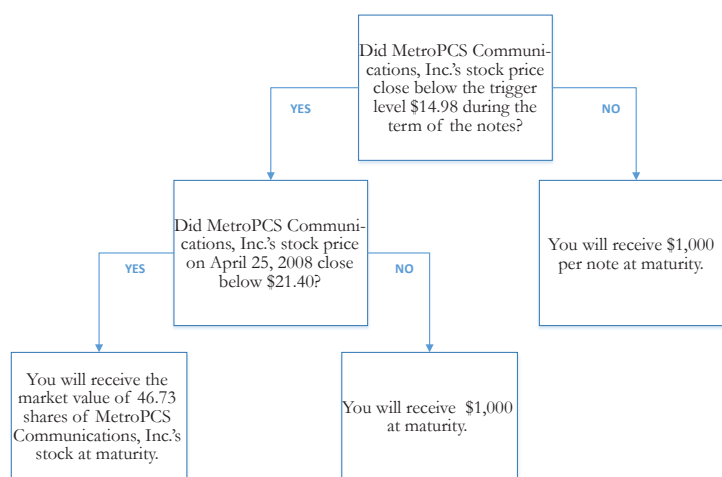 Did MetroPCS Communi-
cations, Inc.'s stock price
close below the trigger
level $14.98 during the
term of the notes?
YES
NO
Did MetroPCS Communi-
cations, Inc.'s stock price
on April 25, 2008 close
below $21.40?
You will receive $1,000
per note at maturity.
YES
NO
You will receive the
market value of 46.73
shares of MetroPCS
Communications, Inc.'s
stock at maturity.
You will receive $1,000
at maturity.